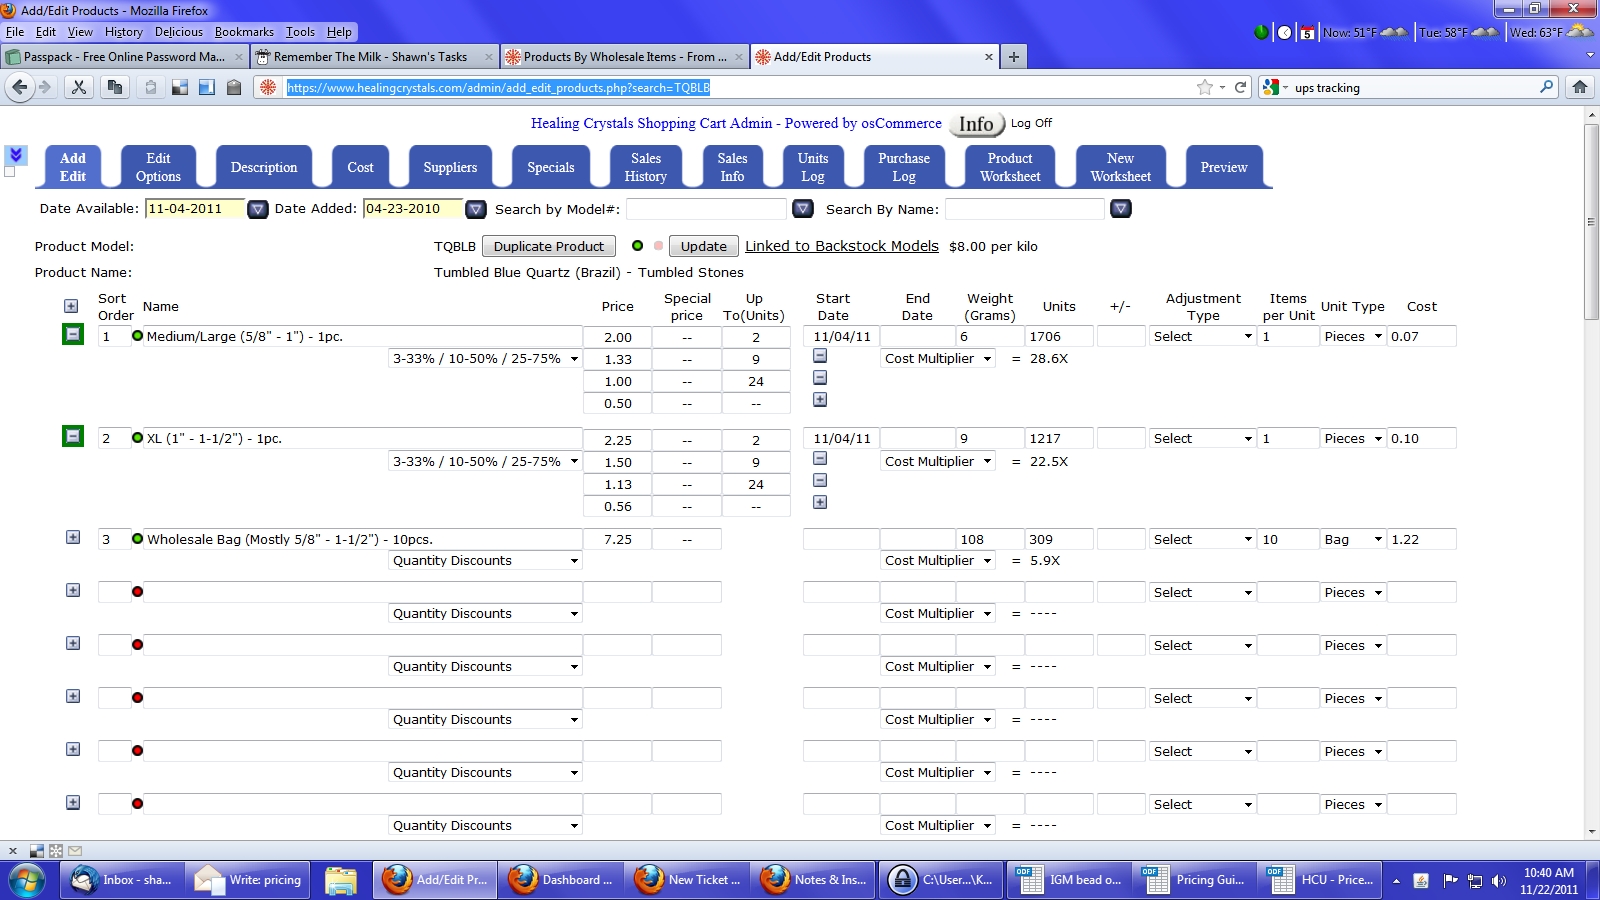 Add/Edit Products - Mozilla Firefox
File Edit View History Delicious Bookmarks Tools Help
5 Now: 51°F Tue: 58°F Wed: 63°F
Passpack - Free Online Password Ma... Remember The Milk - Shawn's Tasks Products By Wholesale Items - From ... Add/Edit Products
https://www.healingcrystals.com/admin/add_edit_products.php?search=TQBLB ups tracking
Healing Crystals Shopping Cart Admin - Powered by osCommerce Info Log Off
Add Edit Edit Options Description Cost Suppliers Specials Sales History Sales Info Units Log Purchase Log Product Worksheet New Worksheet Preview
Date Available: 11-04-2011 Date Added: 04-23-2010 Search by Model#: Search By Name:
Product Model: TQBLB Duplicate Product Update Linked to Backstock Models $8.00 per kilo
Product Name: Tumbled Blue Quartz (Brazil) - Tumbled Stones
Sort Order Name Price Special price Up To(Units) Start Date End Date Weight (Grams) Units +/- Adjustment Type Items per Unit Unit Type Cost
1 Medium/Large (5/8" - 1") - 1pc. 2.00 -- 2 11/04/11 6 1706 Select 1 Pieces 0.07
3-33% / 10-50% / 25-75% 1.33 -- 9 Cost Multiplier = 28.6X
1.00 -- 24
0.50 -- --
2 XL (1" - 1-1/2") - 1pc. 2.25 -- 2 11/04/11 9 1217 Select 1 Pieces 0.10
3-33% / 10-50% / 25-75% 1.50 -- 9 Cost Multiplier = 22.5X
1.13 -- 24
0.56 -- --
3 Wholesale Bag (Mostly 5/8" - 1-1/2") - 10pcs. 7.25 -- 108 309 Select 10 Bag 1.22
Quantity Discounts Cost Multiplier = 5.9X
Select Pieces
Quantity Discounts Cost Multiplier = ----
Select Pieces
Quantity Discounts Cost Multiplier = ----
Select Pieces
Quantity Discounts Cost Multiplier = ----
Select Pieces
Quantity Discounts Cost Multiplier = ----
Select Pieces
Quantity Discounts Cost Multiplier = ----
Inbox - sha... Write: pricing Add/Edit Pr... Dashboard ... New Ticket ... Notes & Ins... C:\User...\K... IGM bead o... Pricing Gui... HCU - Price... 10:40 AM
11/22/2011